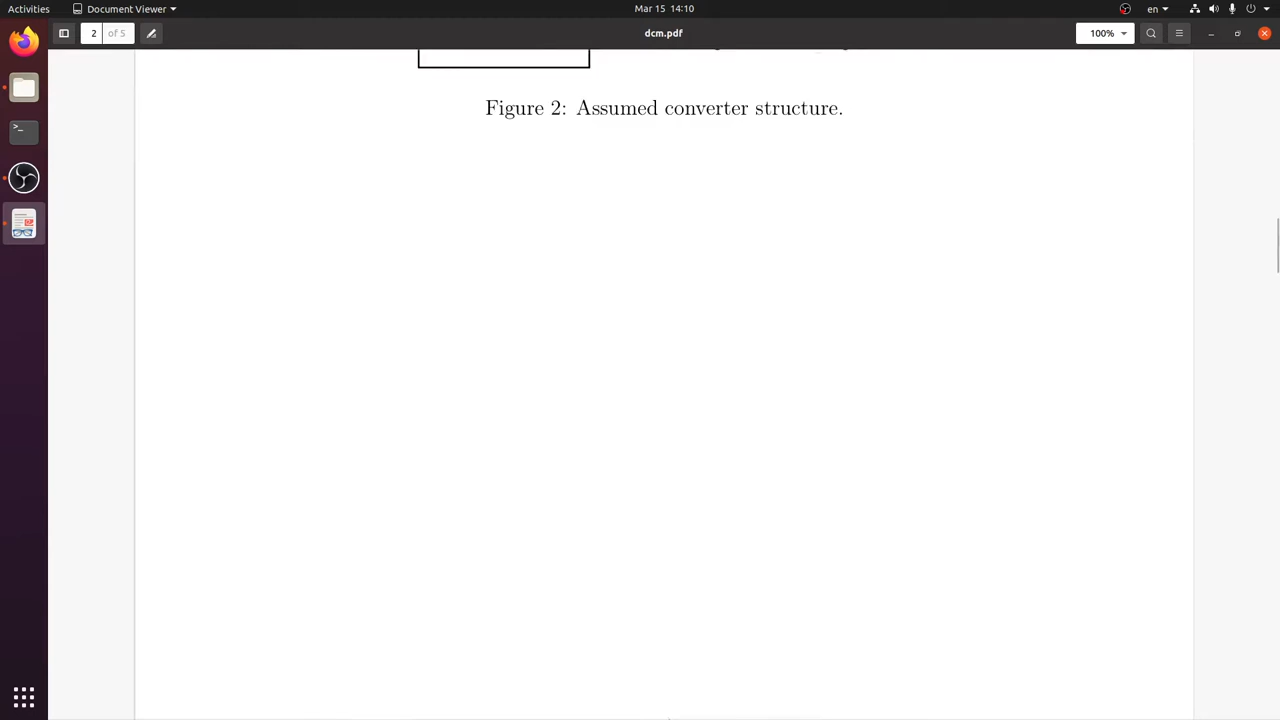 Activities
Document Viewer
Mar 15 14:10
en
2
of 5
dcm.pdf
100%
Figure 2: Assumed converter structure.